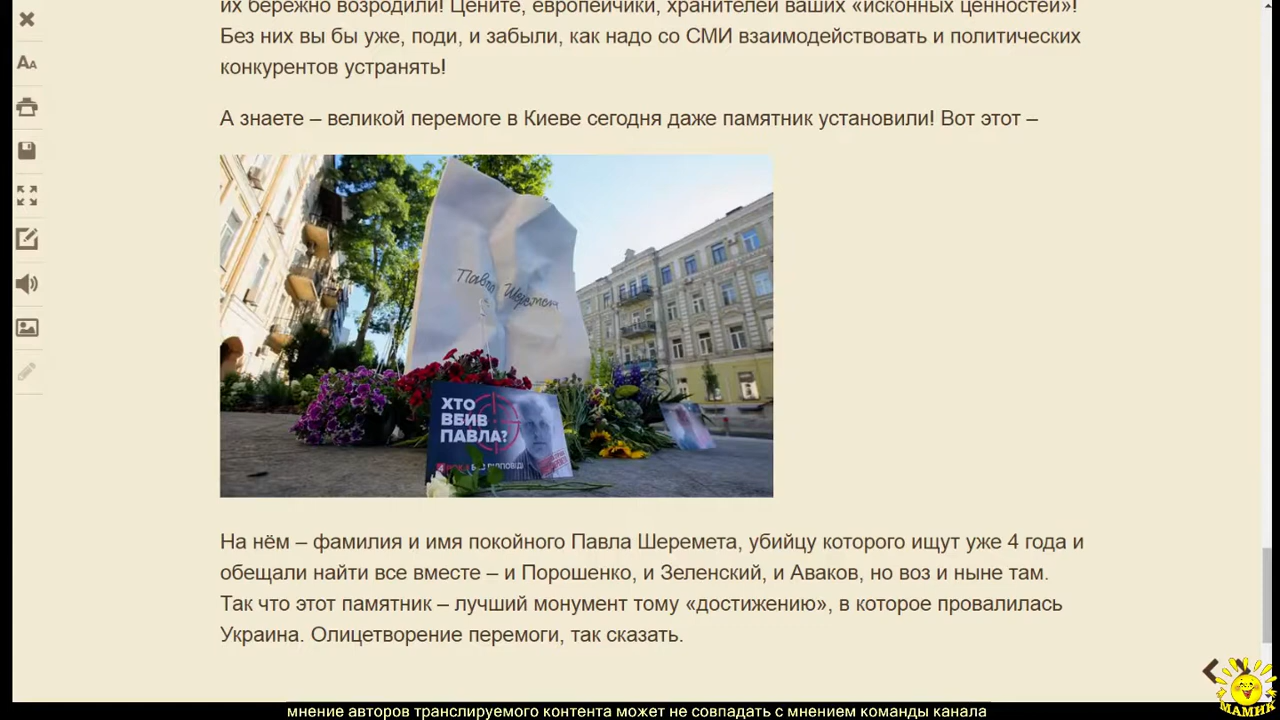 их бережно возродили! Цените, европейчики, хранителей ваших «исконных ценностей»!
Без них вы бы уже, поди, и забыли, как надо со СМИ взаимодействовать и политических
конкурентов устранять!
А знаете – великой перемоге в Киеве сегодня даже памятник установили! Вот этот –
Павло Шеремет
ХТО
ВБИВ
ПАВЛА?
БЕЗ ВІДПОВІДІ
На нём – фамилия и имя покойного Павла Шеремета, убийцу которого ищут уже 4 года и
обещали найти все вместе – и Порошенко, и Зеленский, и Аваков, но воз и ныне там.
Так что этот памятник – лучший монумент тому «достижению», в которое провалилась
Украина. Олицетворение перемоги, так сказать.
МАМИК
мнение авторов транслируемого контента может не совпадать с мнением команды канала